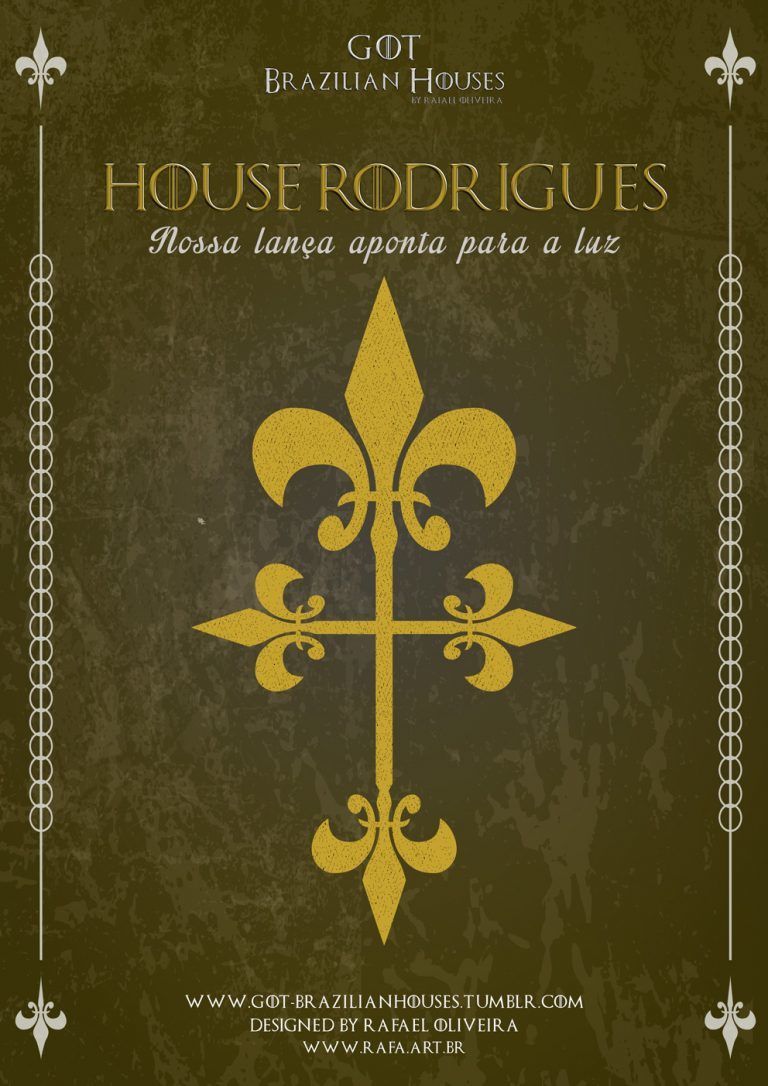 GOT
BRAZILIAN HOUSES
BY RAFAEL OLIVEIRA
HOUSE RODRIGUES
Nossa lança aponta para a luz
WWW.GOT-BRAZILIANHOUSES.TUMBLR.COM
DESIGNED BY RAFAEL OLIVEIRA
WWW.RAFA.ART.BR